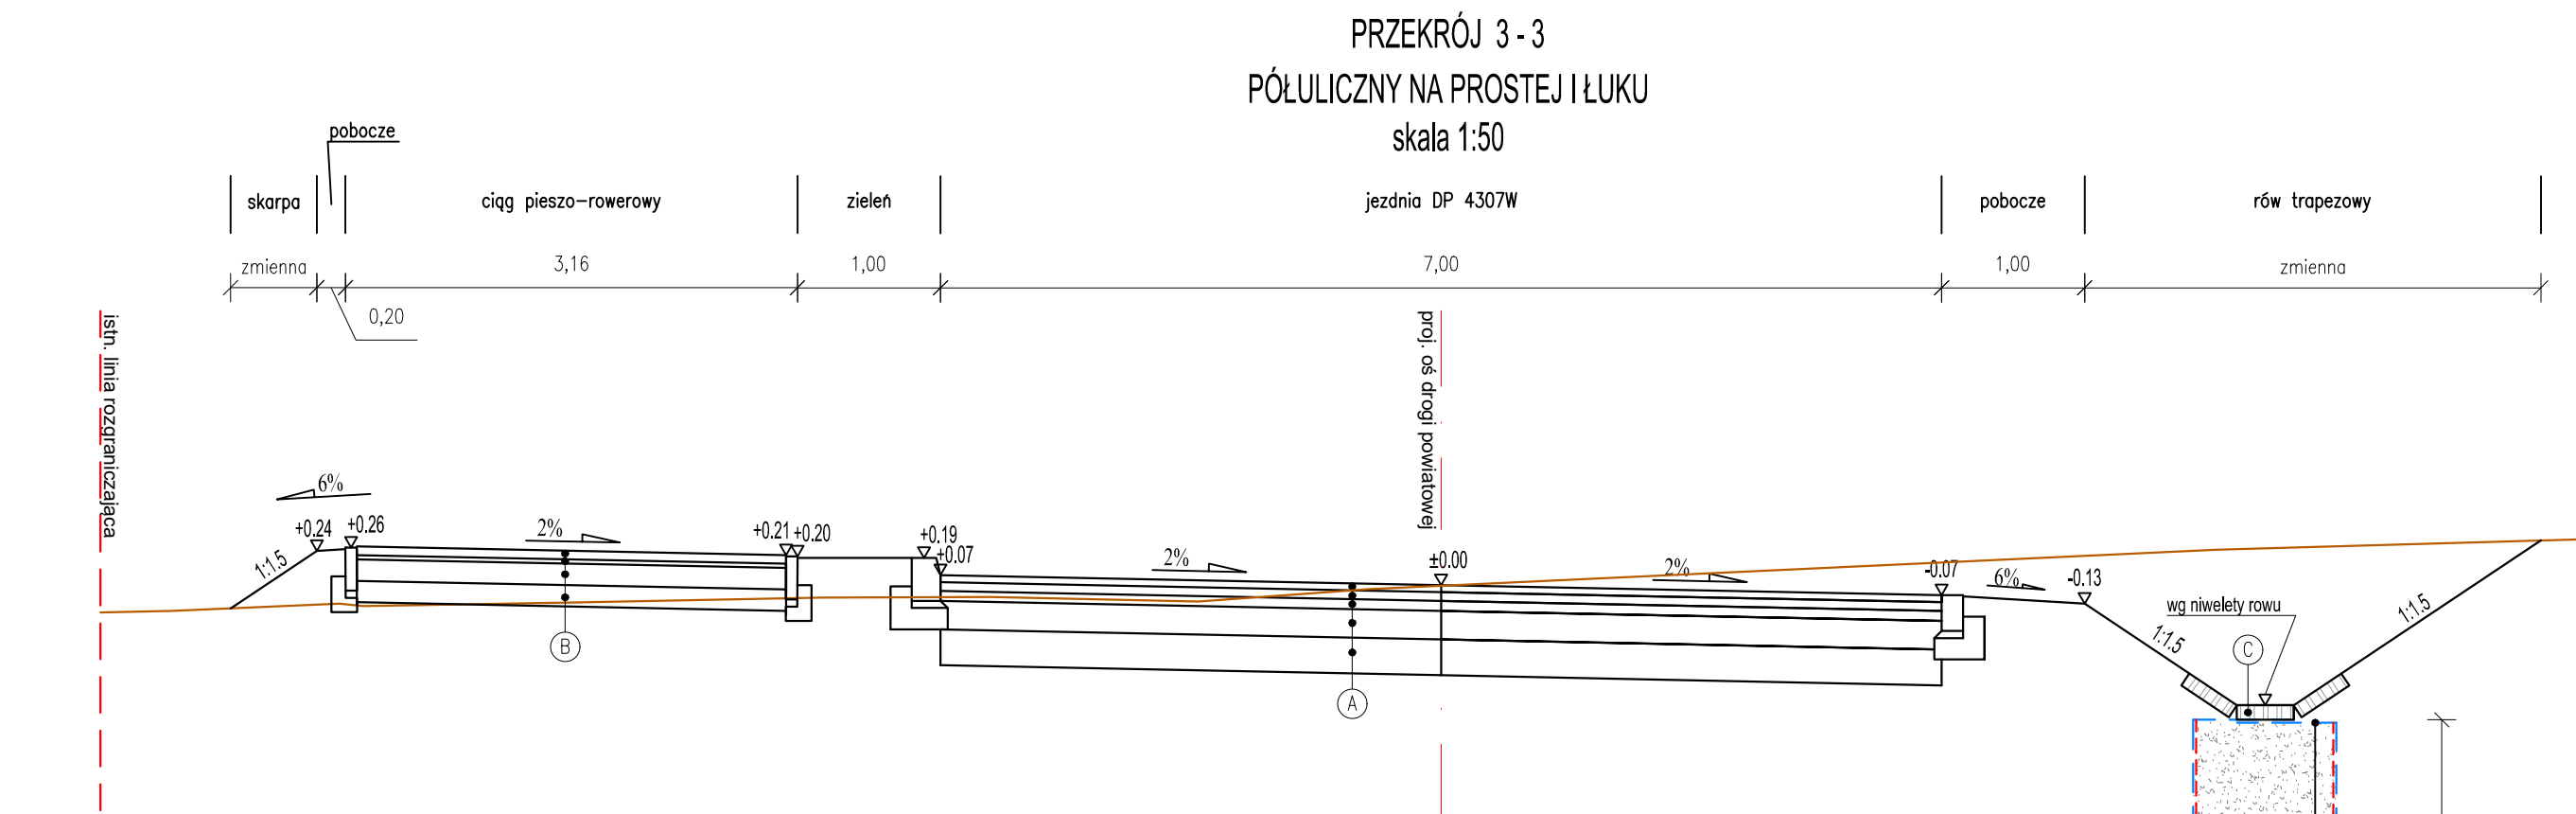 PRZEKRÓJ 3 - 3
PÓŁULICZNY NA PROSTEJ I ŁUKU
skala 1:50
pobocze
skarpa
ciąg pieszo-rowerowy
zieleń
jezdnia DP 4307W
pobocze
rów trapezowy
zmienna
3,16
1,00
7,00
1,00
zmienna
0,20
istn. linia rozgraniczająca
proj. oś drogi powiatowej
6%
+0.24
+0.26
2%
+0.21
+0.20
+0.19
+0.07
2%
±0.00
2%
-0.07
6%
-0.13
1:1.5
wg niwelety rowu
1:1.5
1:1.5
B
A
C